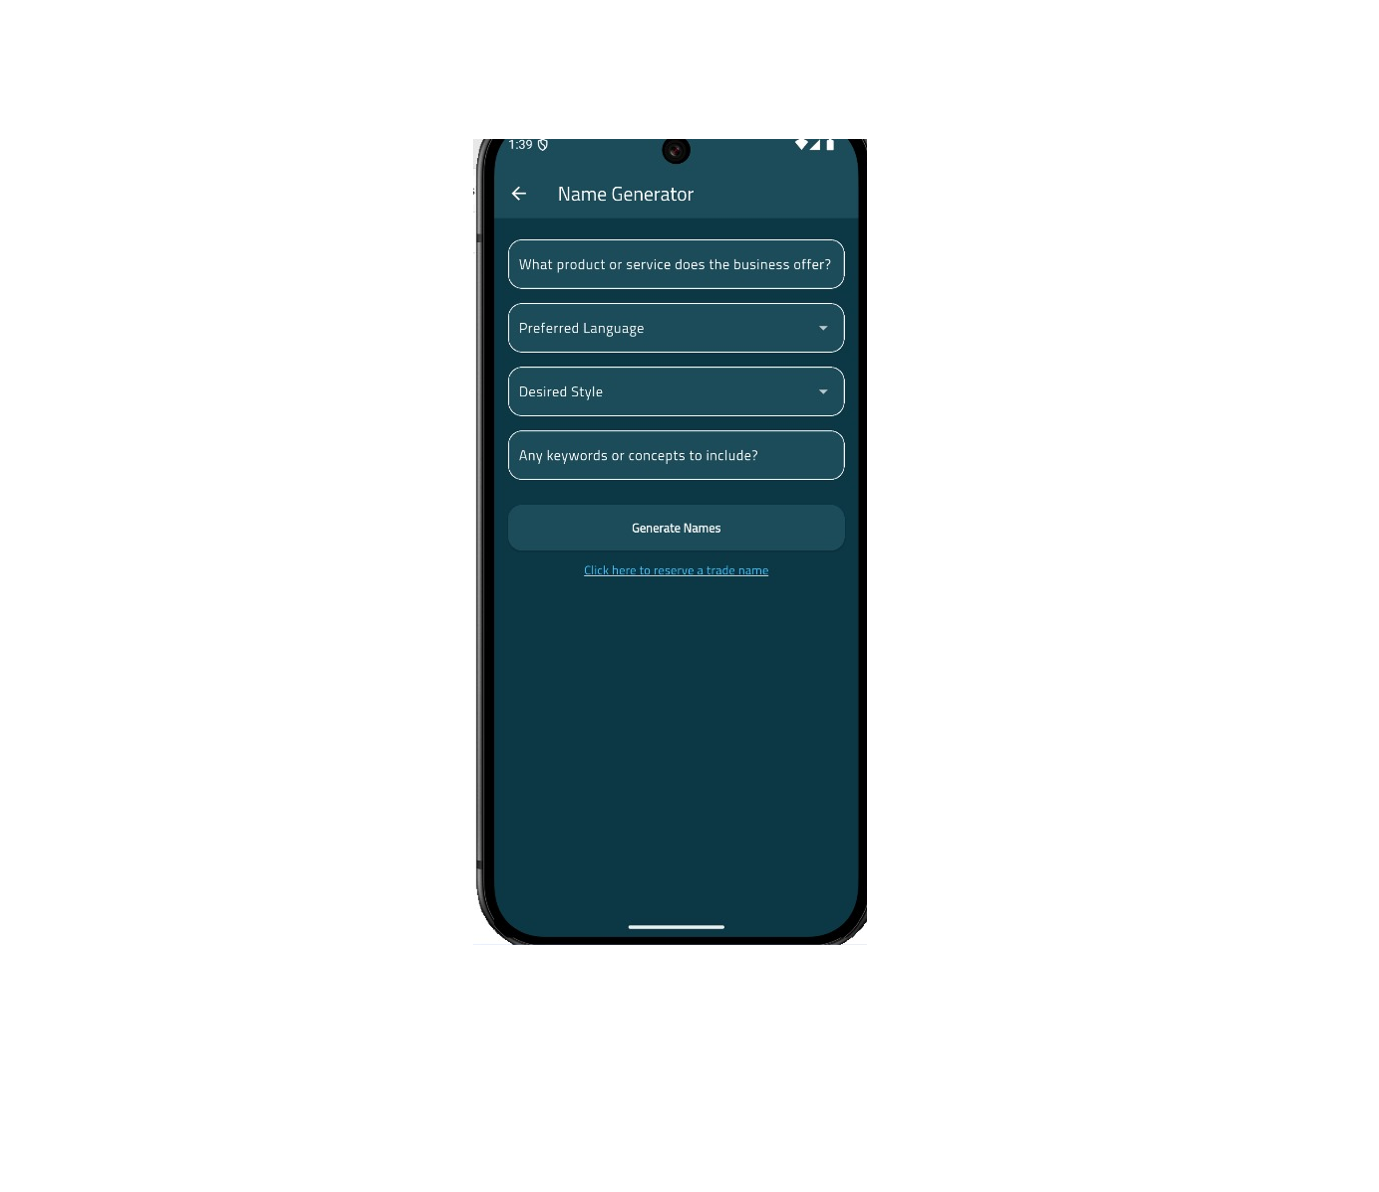 1:39
Name Generator
What product or service does the business offer?
Preferred Language
Desired Style
Any keywords or concepts to include?
Generate Names
Click here to reserve a trade name